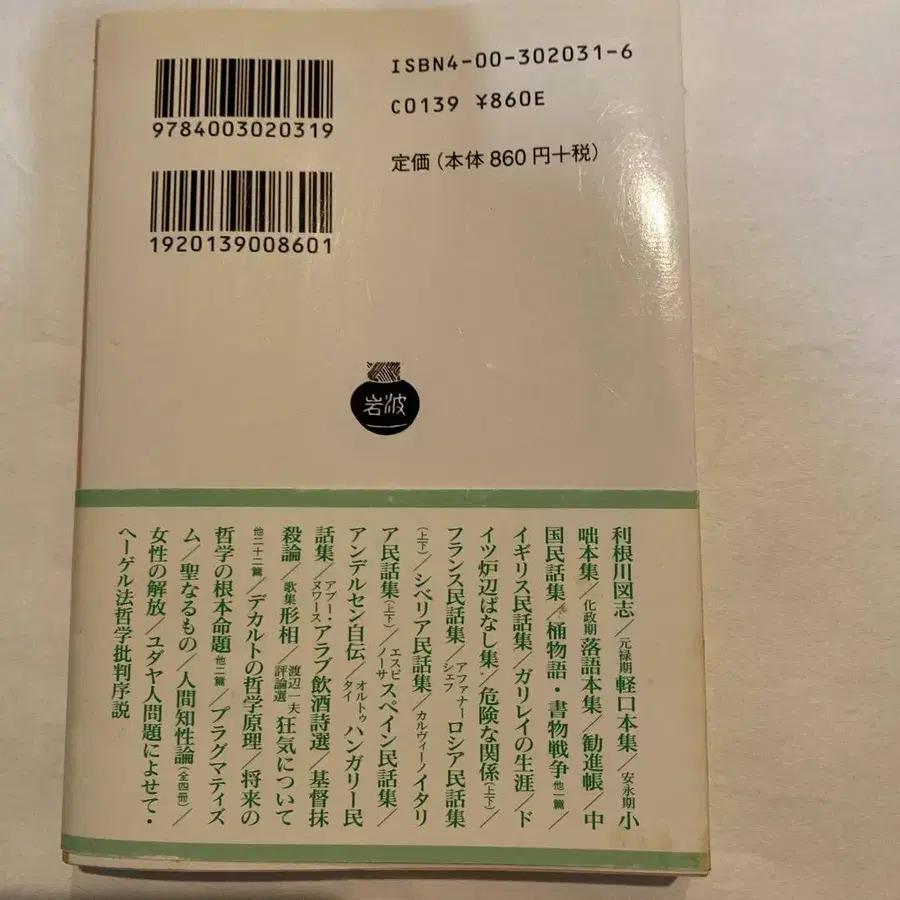 ISBN4-00-302031-6
C0139 ¥860E
定価(本体860円+税)
9784003020319
1920139008601
岩波
利根川図志/元禄期軽口本集/安永期小
咄本集/化政期落語本集/勧進帳/中
国民話集/桶物語・書物戦争他一篇/
イギリス民話集/ガリレイの生涯/ド
イツ炉辺ばなし集/危険な関係(上下)/
フランス民話集/アファナーシェフロシア民話集
(上下)/シベリア民話集/カルヴィーノイタリ
ア民話集(上下)/エスピノーサスペイン民話集/
アンデルセン自伝/オルトゥタイハンガリー民
話集/アブー・ヌワースアラブ飲酒詩選/基督抹
殺論/歌集形相/渡辺一夫評論選狂気について
他二十二篇/デカルトの哲学原理/将来の
哲学の根本命題他二篇/プラグマティズ
ム/聖なるもの/人間知性論(全四冊)/
女性の解放/ユダヤ人問題によせて・
ヘーゲル法哲学批判序説